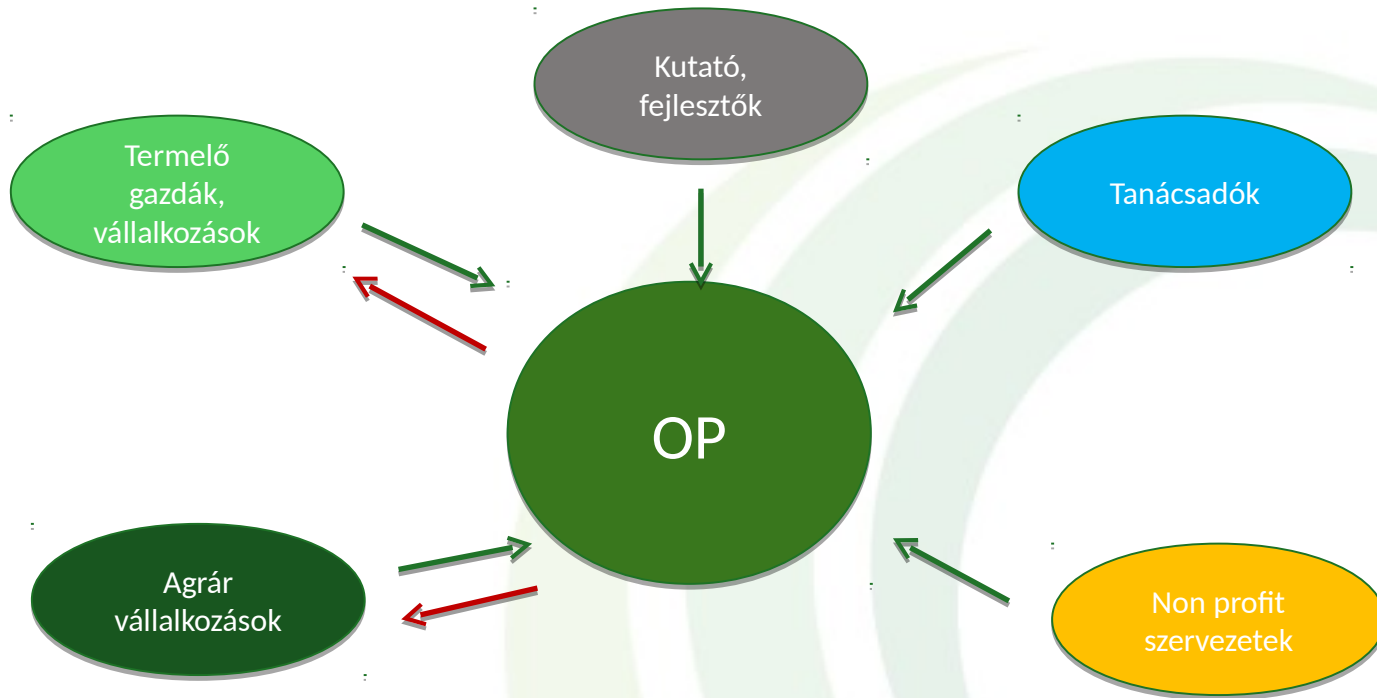 Kutató,
fejlesztők
Termelő
gazdák,
vállalkozások
Tanácsadók
OP
Agrár
vállalkozások
Non profit
szervezetek